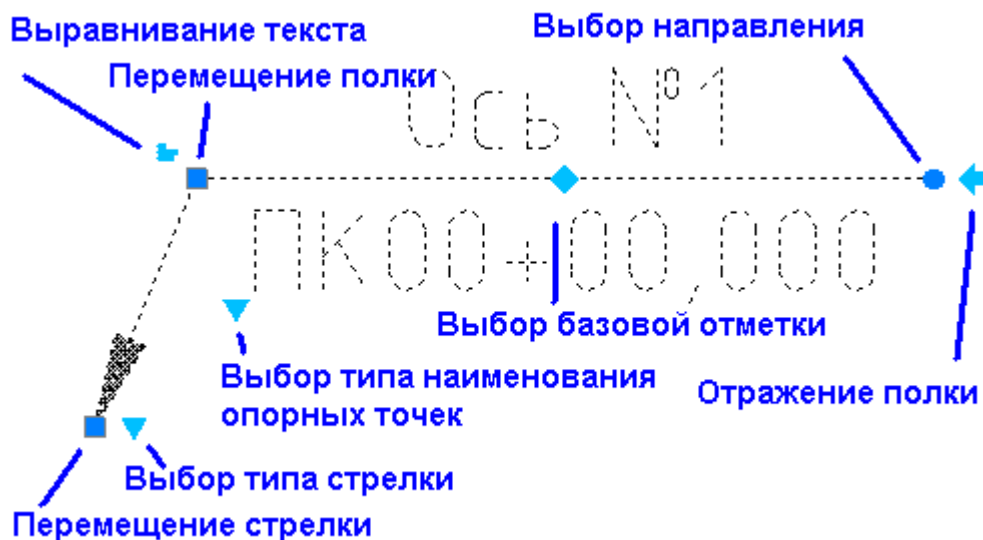 Выравнивание текста
Выбор направления
Перемещение полки
Ось №1
ПК00+00,000
Выбор базовой отметки
Выбор типа наименования
опорных точек
Отражение полки
Выбор типа стрелки
Перемещение стрелки